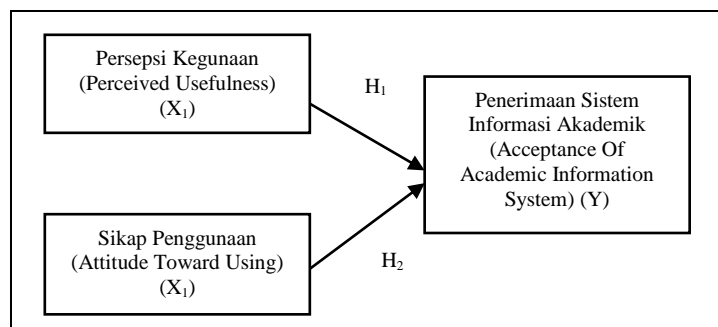 Persepsi Kegunaan
(Perceived Usefulness)
(X₁)
H₁
Penerimaan Sistem
Informasi Akademik
(Acceptance Of
Academic Information
System) (Y)
Sikap Penggunaan
(Attitude Toward Using)
(X₁)
H₂